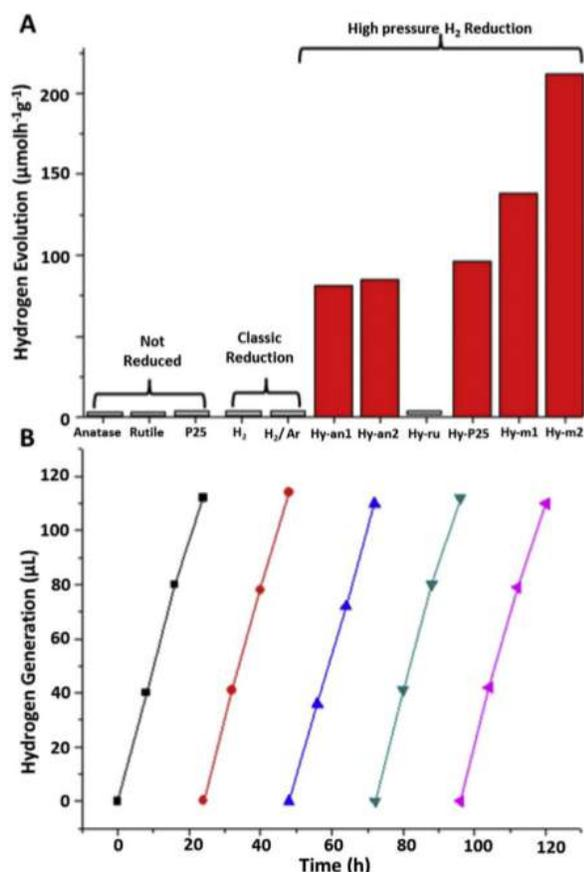 A
High pressure H₂ Reduction
Hydrogen Evolution (μmolh⁻¹g⁻¹)
200
150
100
0
Not
Reduced
Classic
Reduction
Anatase Rutile P25 H₂ H₂/ Ar Hy-an1 Hy-an2 Hy-ru Hy-P25 Hy-m1 Hy-m2
B
Hydrogen Generation (μL)
120
100
80
60
40
20
0
0 20 40 60 80 100 120
Time (h)